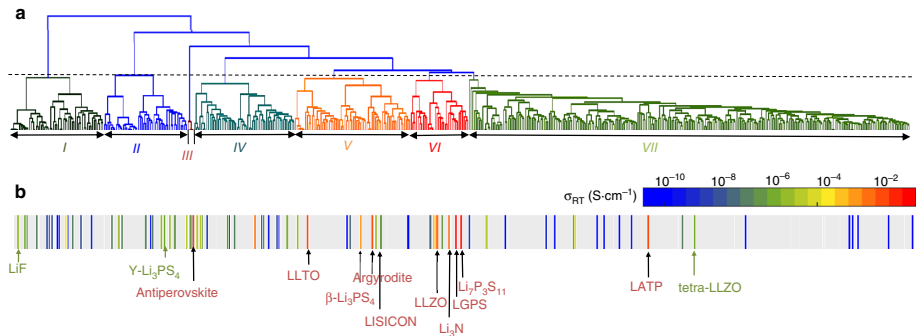 a
I II III IV V VI VII
b
σRT (S·cm⁻¹) 10⁻¹⁰ 10⁻⁸ 10⁻⁶ 10⁻⁴ 10⁻²
LiF
Υ-Li₃PS₄
Antiperovskite
LLTO
β-Li₃PS₄
Argyrodite
LISICON
LLZO
Li₃N
LGPS
Li₇P₃S₁₁
LATP
tetra-LLZO